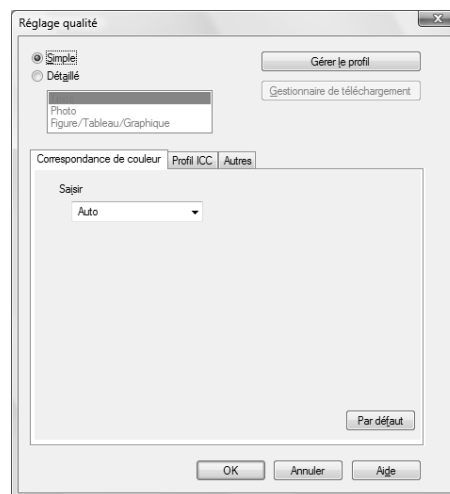 Réglage qualité
Simple
Détaillé
Gérer le profil
Gestionnaire de téléchargement
Photo
Figure/Tableau/Graphique
Correspondance de couleur Profil ICC Autres
Saisir
Auto
Par défaut
OK Annuler Aide